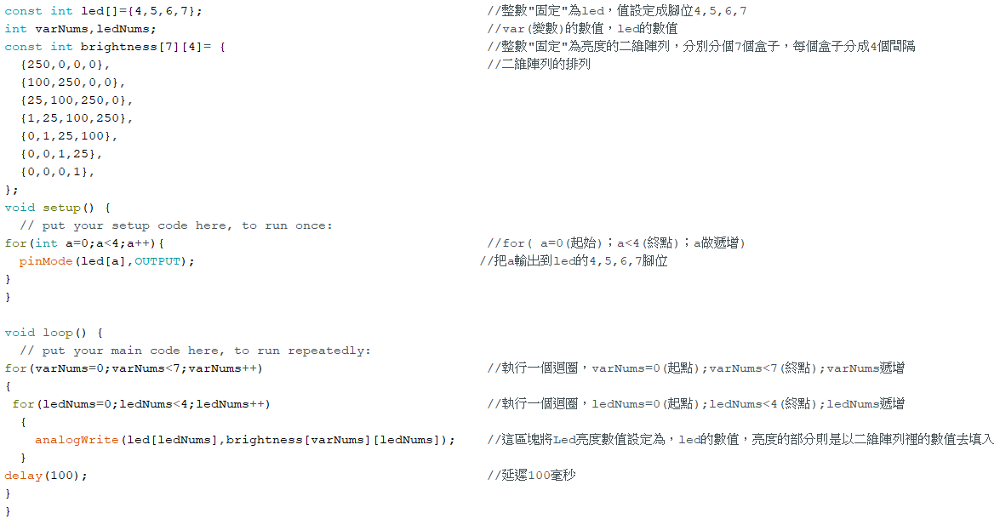 const int led[]={4,5,6,7}; //整數"固定"為led，值設定成腳位4,5,6,7
int varNums,ledNums; //var(變數)的數值，led的數值
const int brightness[7][4]= { //整數"固定"為亮度的二維陣列，分別分個7個盒子，每個盒子分成4個間隔
{250,0,0,0}, //二維陣列的排列
{100,250,0,0},
{25,100,250,0},
{1,25,100,250},
{0,1,25,100},
{0,0,1,25},
{0,0,0,1},
};
void setup() {
// put your setup code here, to run once:
for(int a=0;a<4;a++){ //for( a=0(起始)；a<4(終點)；a做遞增)
pinMode(led[a],OUTPUT); //把a輸出到led的4,5,6,7腳位
}
}
void loop() {
// put your main code here, to run repeatedly:
for(varNums=0;varNums<7;varNums++) //執行一個迴圈，varNums=0(起點);varNums<7(終點);varNums遞增
{
for(ledNums=0;ledNums<4;ledNums++) //執行一個迴圈，ledNums=0(起點);ledNums<4(終點);ledNums遞增
{
analogWrite(led[ledNums],brightness[varNums][ledNums]); //這區塊將Led亮度數值設定為，led的數值，亮度的部分則是以二維陣列裡的數值去填入
}
delay(100); //延遲100毫秒
}
}